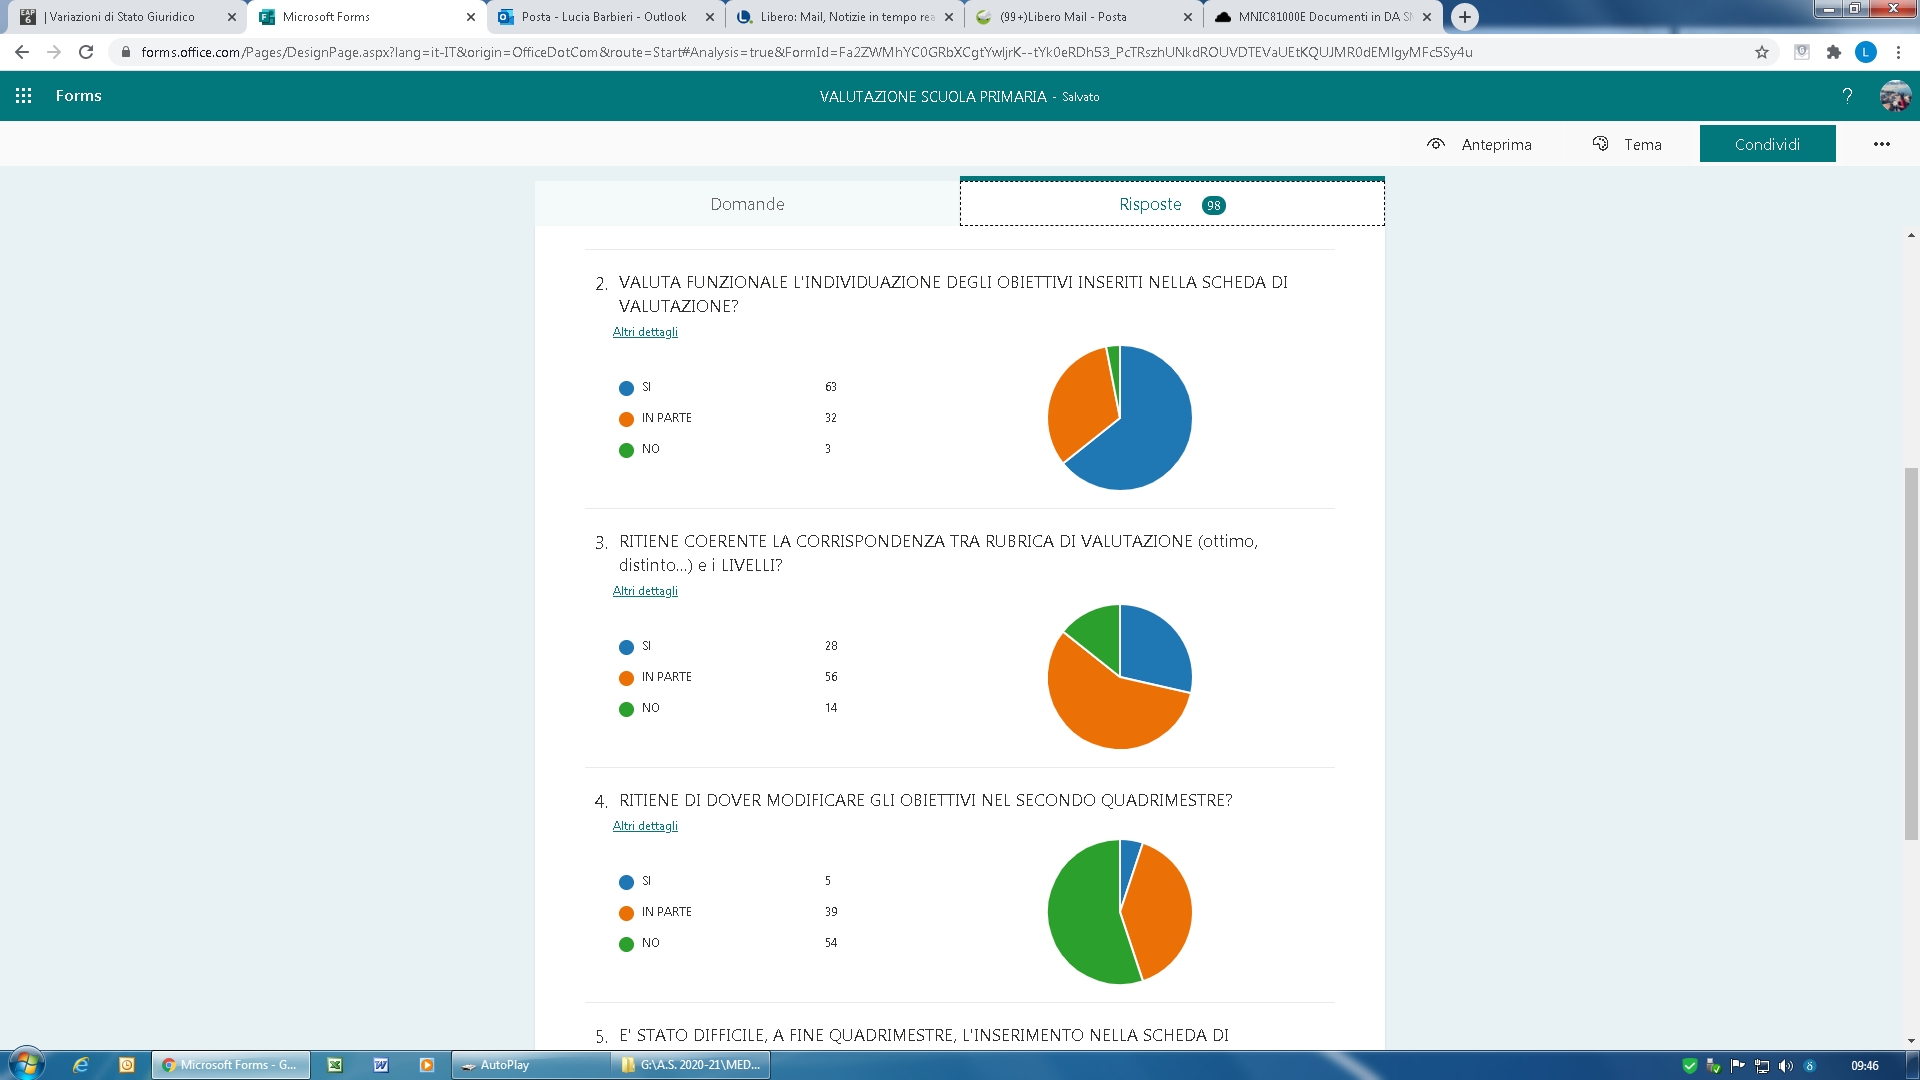 | Variazioni di Stato Giuridico
Microsoft Forms
Posta - Lucia Barbieri - Outlook
Libero: Mail, Notizie in tempo rea
(99+)Libero Mail - Posta
MNIC81000E Documenti in DA
forms.office.com/Pages/DesignPage.aspx?lang=it-IT&origin=OfficeDotCom&route=Start#Analysis=true&FormId=Fa2ZWMhYC0GRbXCgtYwljrK--tYk0eRDh53_PcTRszhUNkdROUVDTEVaUEtKQUJMR0dEMlgyMFc5Sy4u
L
Forms
VALUTAZIONE SCUOLA PRIMARIA - Salvato
?
Anteprima
Tema
Condividi
Domande
Risposte 98
2. VALUTA FUNZIONALE L'INDIVIDUAZIONE DEGLI OBIETTIVI INSERITI NELLA SCHEDA DI
VALUTAZIONE?
Altri dettagli
SI 63
IN PARTE 32
NO 3
3. RITIENE COERENTE LA CORRISPONDENZA TRA RUBRICA DI VALUTAZIONE (ottimo,
distinto...) e i LIVELLI?
Altri dettagli
SI 28
IN PARTE 56
NO 14
4. RITIENE DI DOVER MODIFICARE GLI OBIETTIVI NEL SECONDO QUADRIMESTRE?
Altri dettagli
SI 5
IN PARTE 39
NO 54
5. E' STATO DIFFICILE, A FINE QUADRIMESTRE, L'INSERIMENTO NELLA SCHEDA DI
Microsoft Forms - G...
AutoPlay
G:\A.S. 2020-21\MED...
09:46